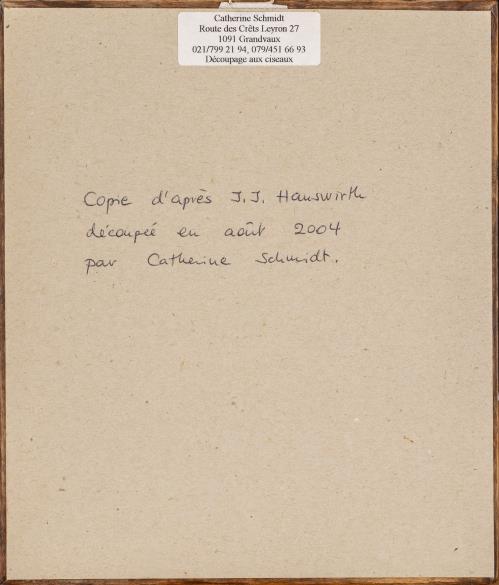 Catherine Schmidt
Route des Crêts Leyron 27
1091 Grandvaux
021/799 21 94, 079/451 66 93
Découpage aux ciseaux
Copie d'après J.J. Hauswirth
découpée en août 2004
par Catherine Schmidt.